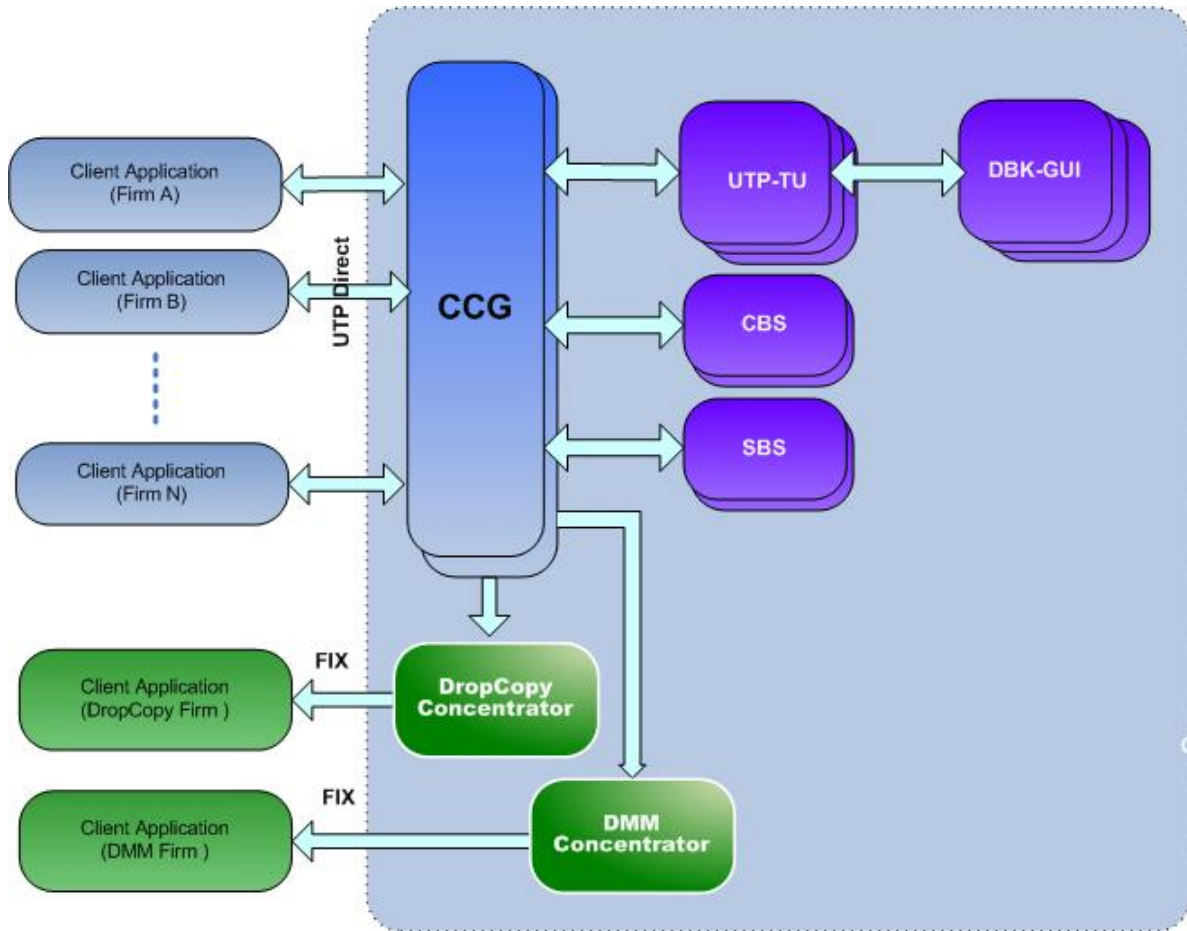 Client Application
(Firm A)
Client Application
(Firm B)
Client Application
(Firm N)
UTP Direct
CCG
UTP-TU
DBK-GUI
CBS
SBS
FIX
Client Application
(DropCopy Firm )
DropCopy
Concentrator
FIX
Client Application
(DMM Firm )
DMM
Concentrator